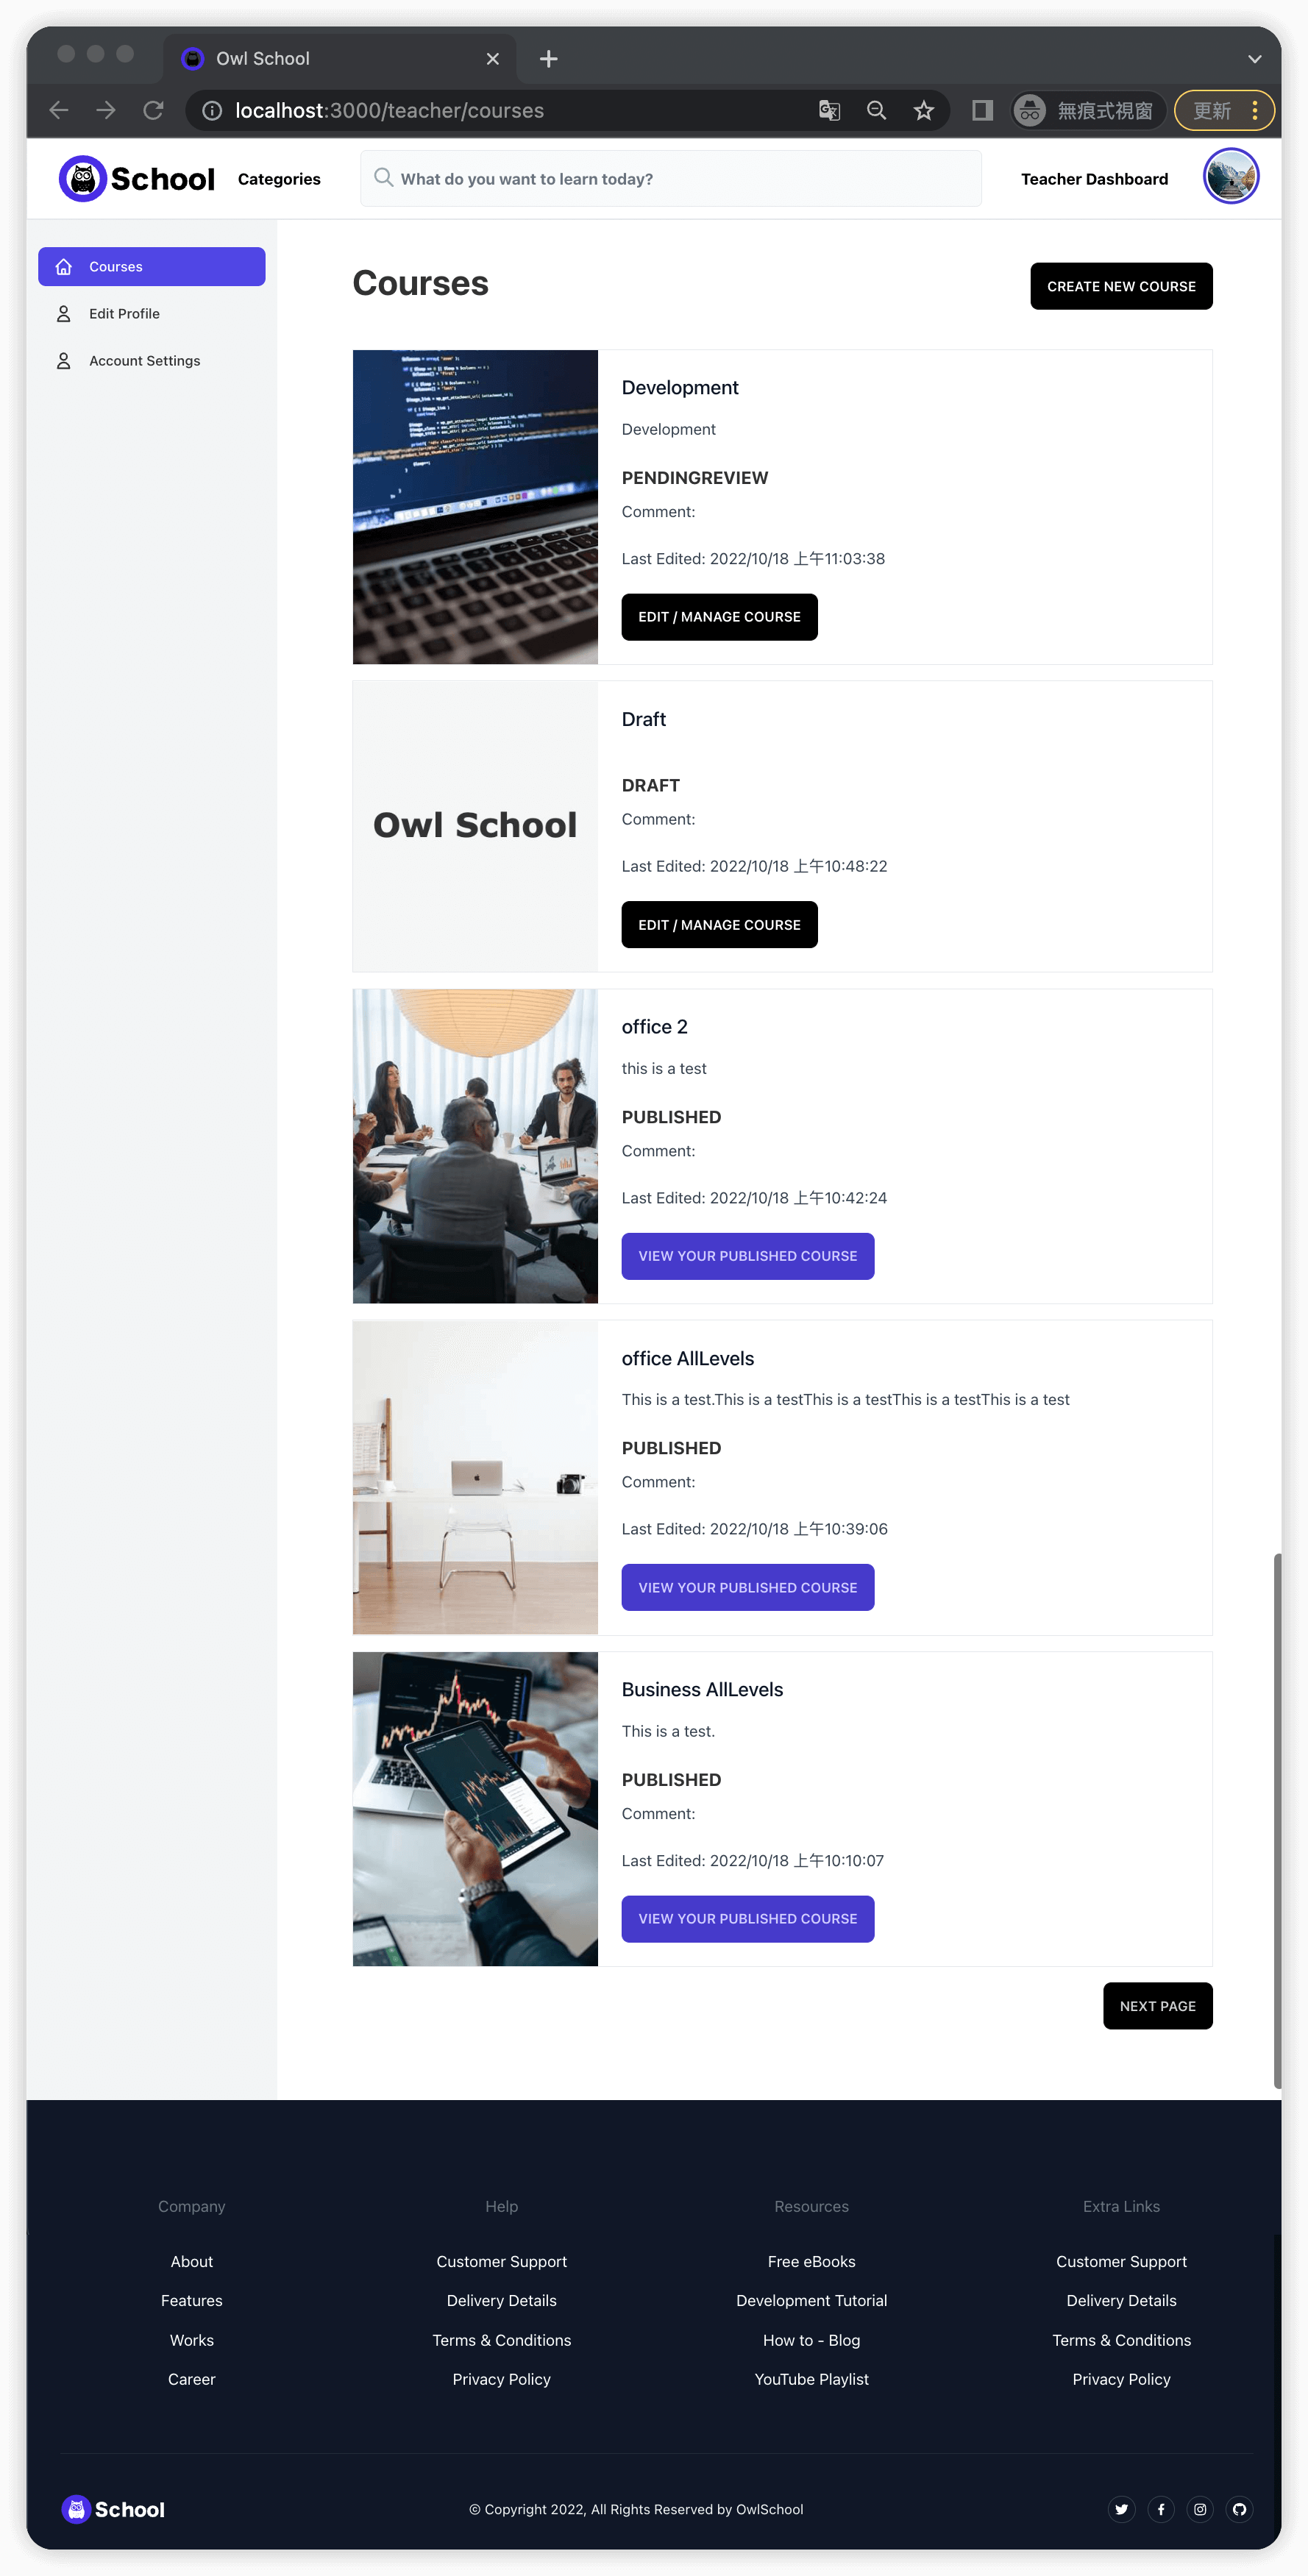 Owl School
localhost:3000/teacher/courses
無痕式視窗
更新
School
Categories
What do you want to learn today?
Teacher Dashboard
Courses
Edit Profile
Account Settings
Courses
CREATE NEW COURSE
Development
Development
PENDINGREVIEW
Comment:
Last Edited: 2022/10/18 上午11:03:38
EDIT / MANAGE COURSE
Owl School
Draft
DRAFT
Comment:
Last Edited: 2022/10/18 上午10:48:22
EDIT / MANAGE COURSE
office 2
this is a test
PUBLISHED
Comment:
Last Edited: 2022/10/18 上午10:42:24
VIEW YOUR PUBLISHED COURSE
office AllLevels
This is a test.This is a testThis is a testThis is a testThis is a test
PUBLISHED
Comment:
Last Edited: 2022/10/18 上午10:39:06
VIEW YOUR PUBLISHED COURSE
Business AllLevels
This is a test.
PUBLISHED
Comment:
Last Edited: 2022/10/18 上午10:10:07
VIEW YOUR PUBLISHED COURSE
NEXT PAGE
Company
About
Features
Works
Career
Help
Customer Support
Delivery Details
Terms & Conditions
Privacy Policy
Resources
Free eBooks
Development Tutorial
How to - Blog
YouTube Playlist
Extra Links
Customer Support
Delivery Details
Terms & Conditions
Privacy Policy
School
© Copyright 2022, All Rights Reserved by OwlSchool